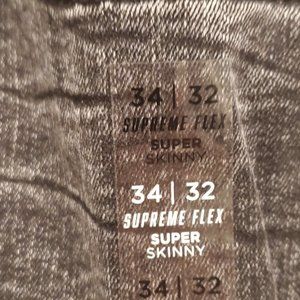 34 | 32
SUPREME FLEX
SUPER
SKINNY
34 | 32
SUPREME FLEX
SUPER
SKINNY
34 | 32